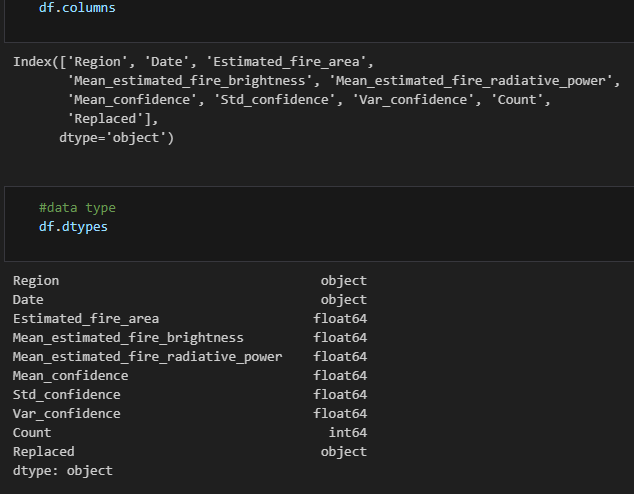 df.columns
Index(['Region', 'Date', 'Estimated_fire_area',
       'Mean_estimated_fire_brightness', 'Mean_estimated_fire_radiative_power',
       'Mean_confidence', 'Std_confidence', 'Var_confidence', 'Count',
       'Replaced'],
      dtype='object')
#data type
df.dtypes
Region                                  object
Date                                    object
Estimated_fire_area                    float64
Mean_estimated_fire_brightness         float64
Mean_estimated_fire_radiative_power    float64
Mean_confidence                        float64
Std_confidence                         float64
Var_confidence                         float64
Count                                    int64
Replaced                                object
dtype: object